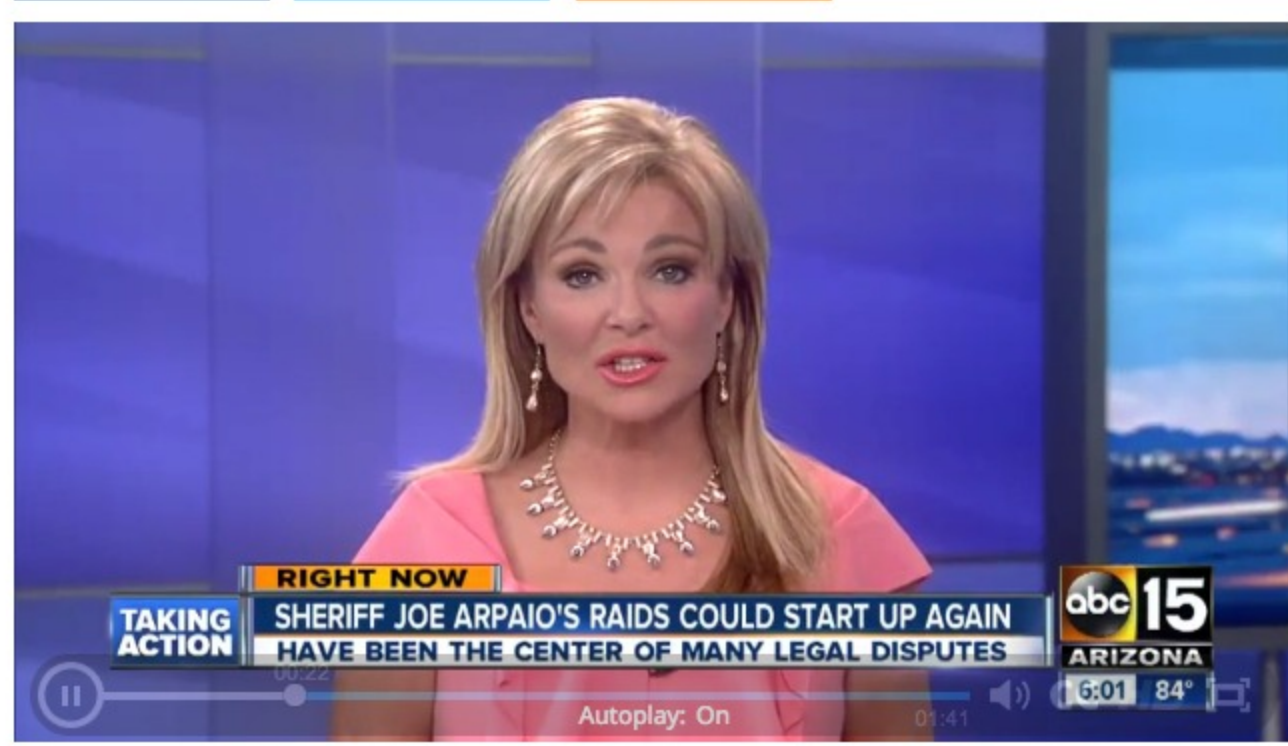 RIGHT NOW
TAKING ACTION
SHERIFF JOE ARPAIO'S RAIDS COULD START UP AGAIN
HAVE BEEN THE CENTER OF MANY LEGAL DISPUTES
abc 15
ARIZONA
6:01 84°
00:22
Autoplay: On
01:41